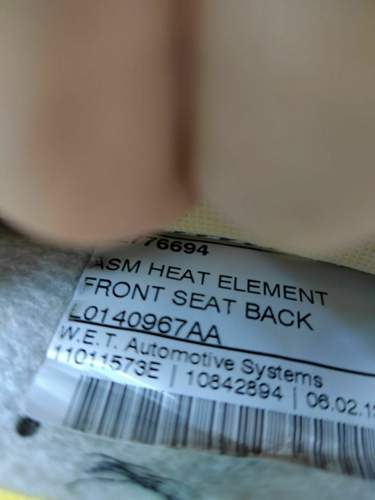 76694
ASM HEAT ELEMENT
FRONT SEAT BACK
L0140967AA
W.E.T. Automotive Systems
11011573E | 10842894 | 06.02.1